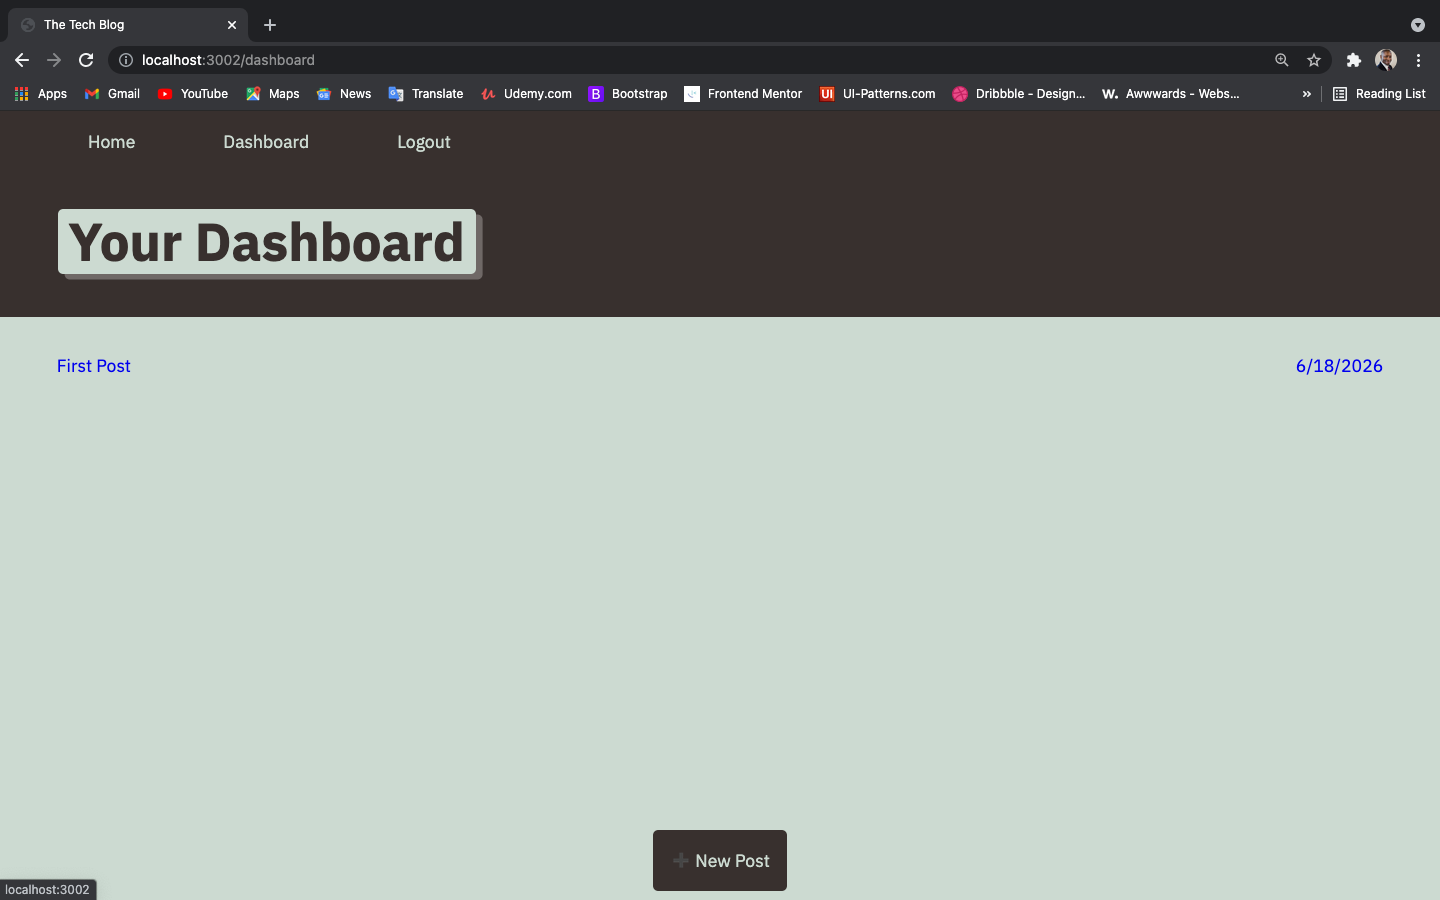 The Tech Blog
localhost:3002/dashboard
Apps Gmail YouTube Maps News Translate Udemy.com Bootstrap Frontend Mentor UI-Patterns.com Dribbble - Design... Awwwards - Webs... » Reading List
Home Dashboard Logout
Your Dashboard
First Post 6/18/2026
+ New Post
localhost:3002